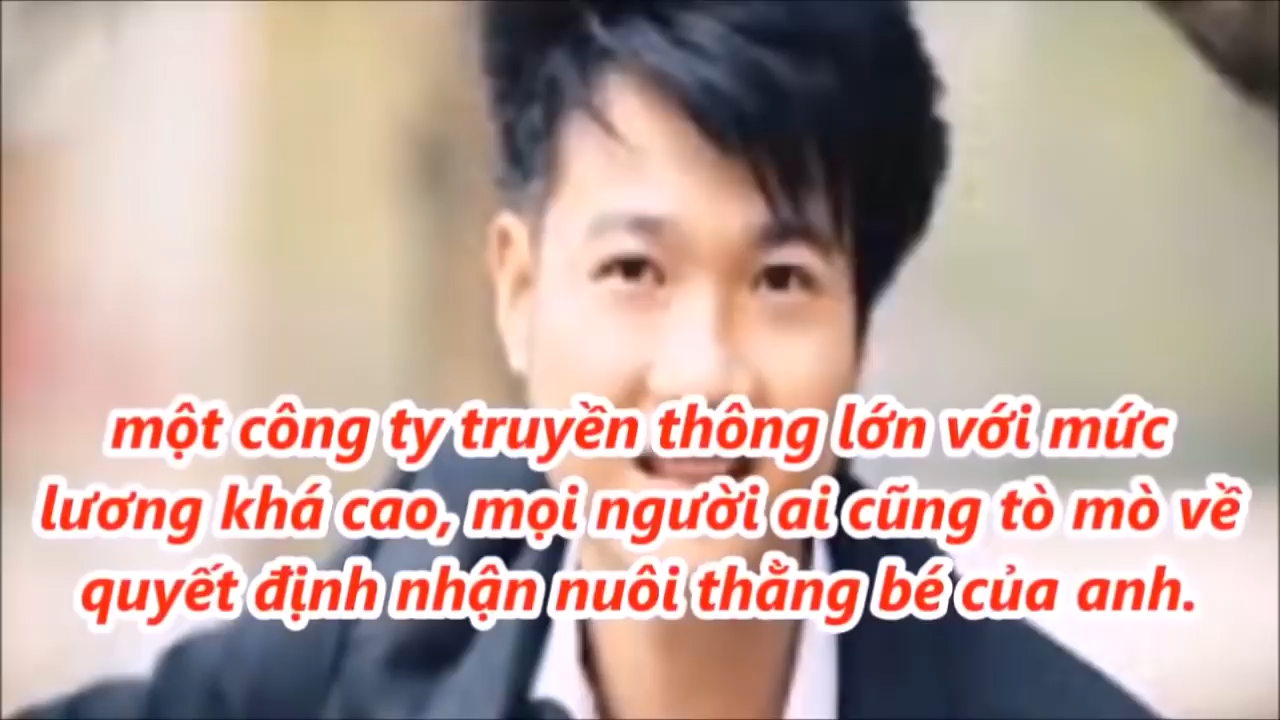 một công ty truyền thông lớn với mức
lương khá cao, mọi người ai cũng tò mò về
quyết định nhận nuôi thằng bé của anh.